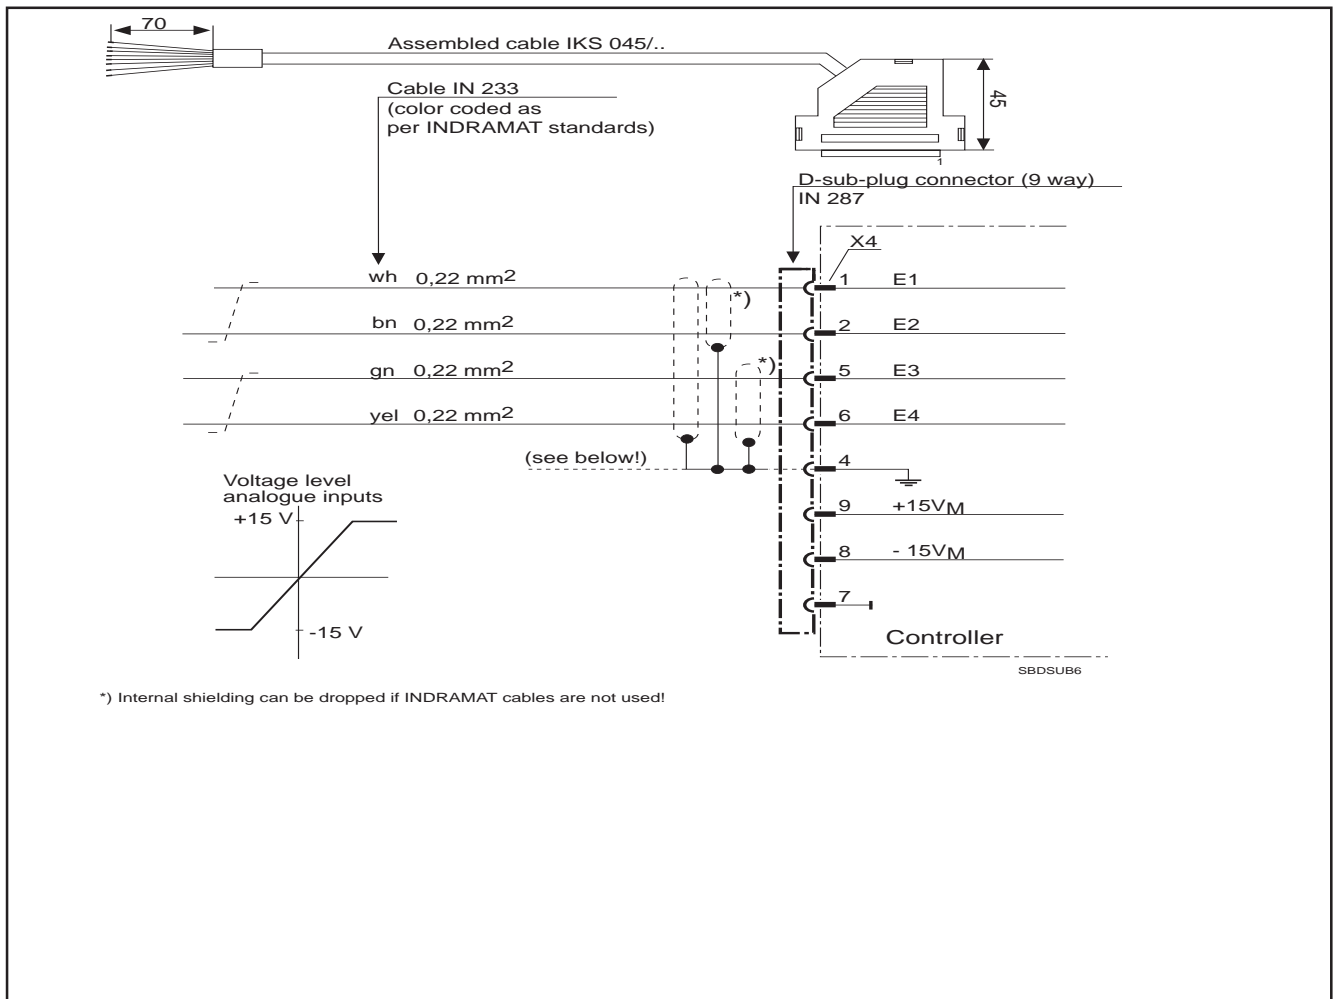 70
Assembled cable IKS 045/..
45
1
Cable IN 233
(color coded as
per INDRAMAT standards)
D-sub-plug connector (9 way)
IN 287
X4
wh 0,22 mm2
*)
1 E1
bn 0,22 mm2
2 E2
gn 0,22 mm2
*)
5 E3
yel 0,22 mm2
6 E4
(see below!)
4
Voltage level
analogue inputs
+15 V
-15 V
9 +15VM
8 - 15VM
7
Controller
SBDSUB6
*) Internal shielding can be dropped if INDRAMAT cables are not used!